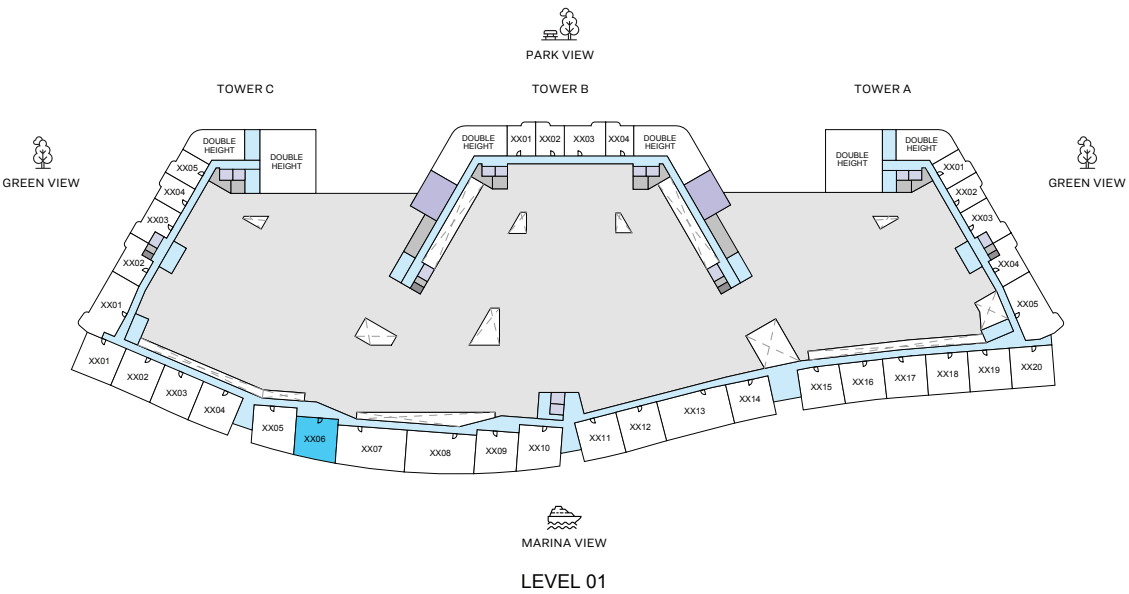 PARK VIEW
TOWER C
TOWER B
TOWER A
GREEN VIEW
GREEN VIEW
DOUBLE
HEIGHT
DOUBLE
HEIGHT
XX05
XX04
XX03
XX02
XX01
DOUBLE
HEIGHT
XX01
XX02
XX03
XX04
DOUBLE
HEIGHT
DOUBLE
HEIGHT
DOUBLE
HEIGHT
XX01
XX02
XX03
XX04
XX05
XX01
XX02
XX03
XX04
XX05
XX06
XX07
XX08
XX09
XX10
XX11
XX12
XX13
XX14
XX15
XX16
XX17
XX18
XX19
XX20
MARINA VIEW
LEVEL 01